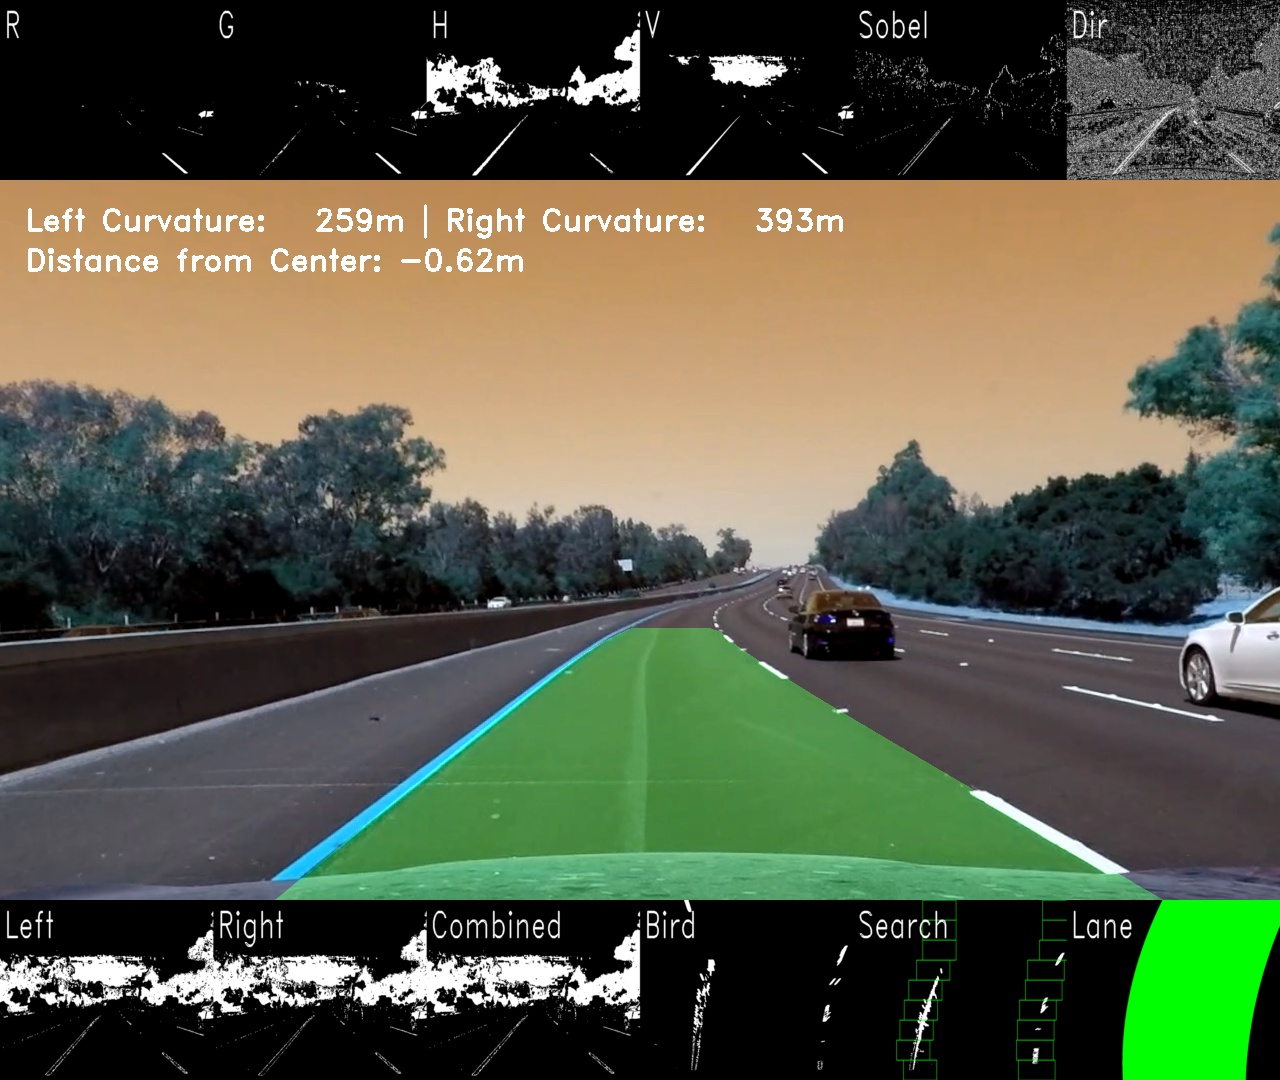 R G H V Sobel Dir
Left Curvature: 259m | Right Curvature: 393m
Distance from Center: -0.62m
Left Right Combined Bird Search Lane